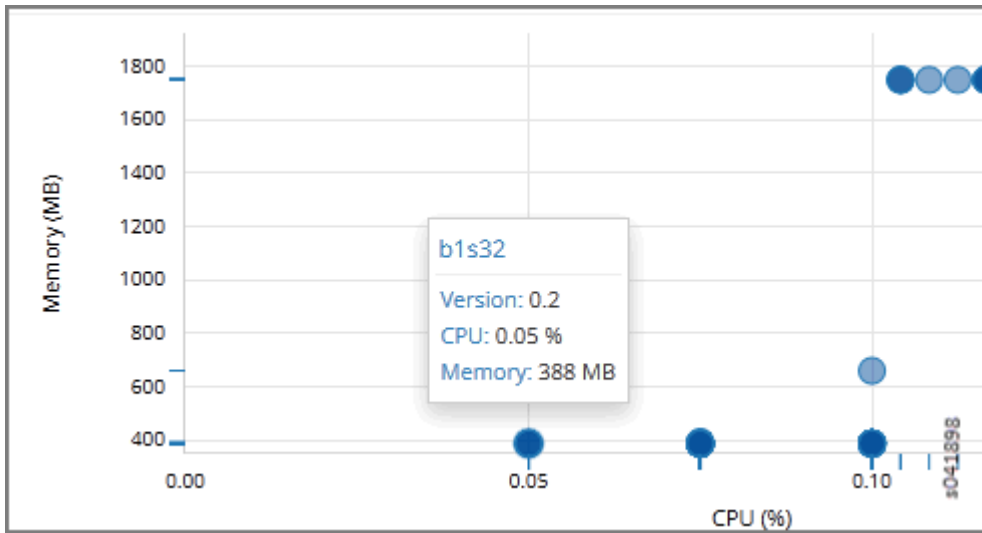 1800
1600
1400
1200
1000
800
600
400
Memory (MB)
b1s32
Version: 0.2
CPU: 0.05 %
Memory: 388 MB
0.00
0.05
0.10
s041898
CPU (%)